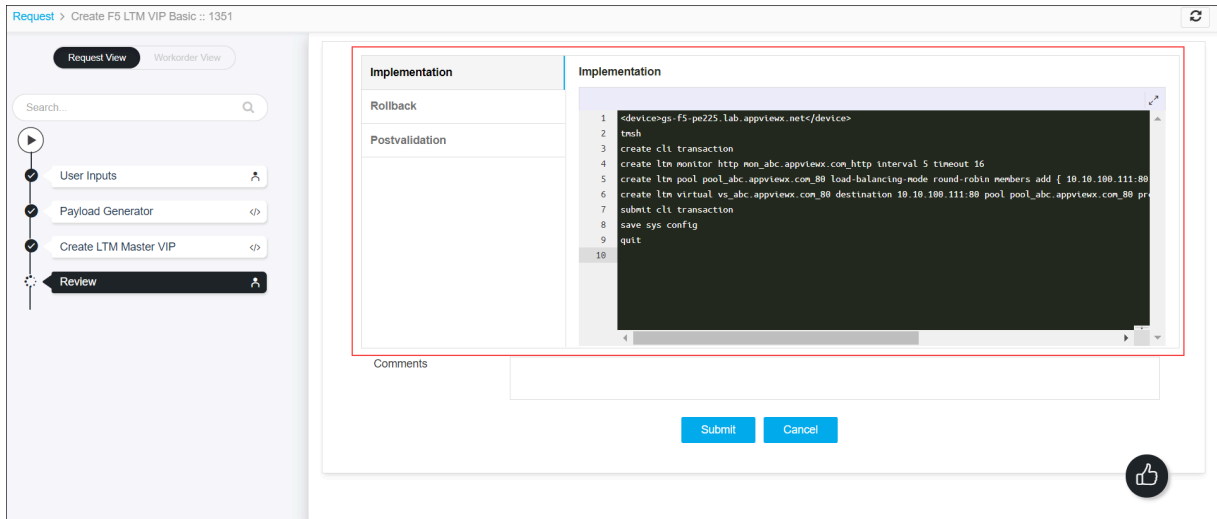 Request > Create F5 LTM VIP Basic :: 1351
Request View
Workorder View
Search...
User Inputs
Payload Generator
</>
Create LTM Master VIP
</>
Review
Implementation
Rollback
Postvalidation
Implementation
1 <device>gs-f5-pe225.lab.appviewx.net</device>
2 tmsh
3 create cli transaction
4 create ltm monitor http mon_abc.appviewx.com_http interval 5 timeout 16
5 create ltm pool pool_abc.appviewx.com_80 load-balancing-mode round-robin members add { 10.10.100.111:80
6 create ltm virtual vs_abc.appviewx.com_80 destination 10.10.100.111:80 pool pool_abc.appviewx.com_80 pr
7 submit cli transaction
8 save sys config
9 quit
10
Comments
Submit
Cancel